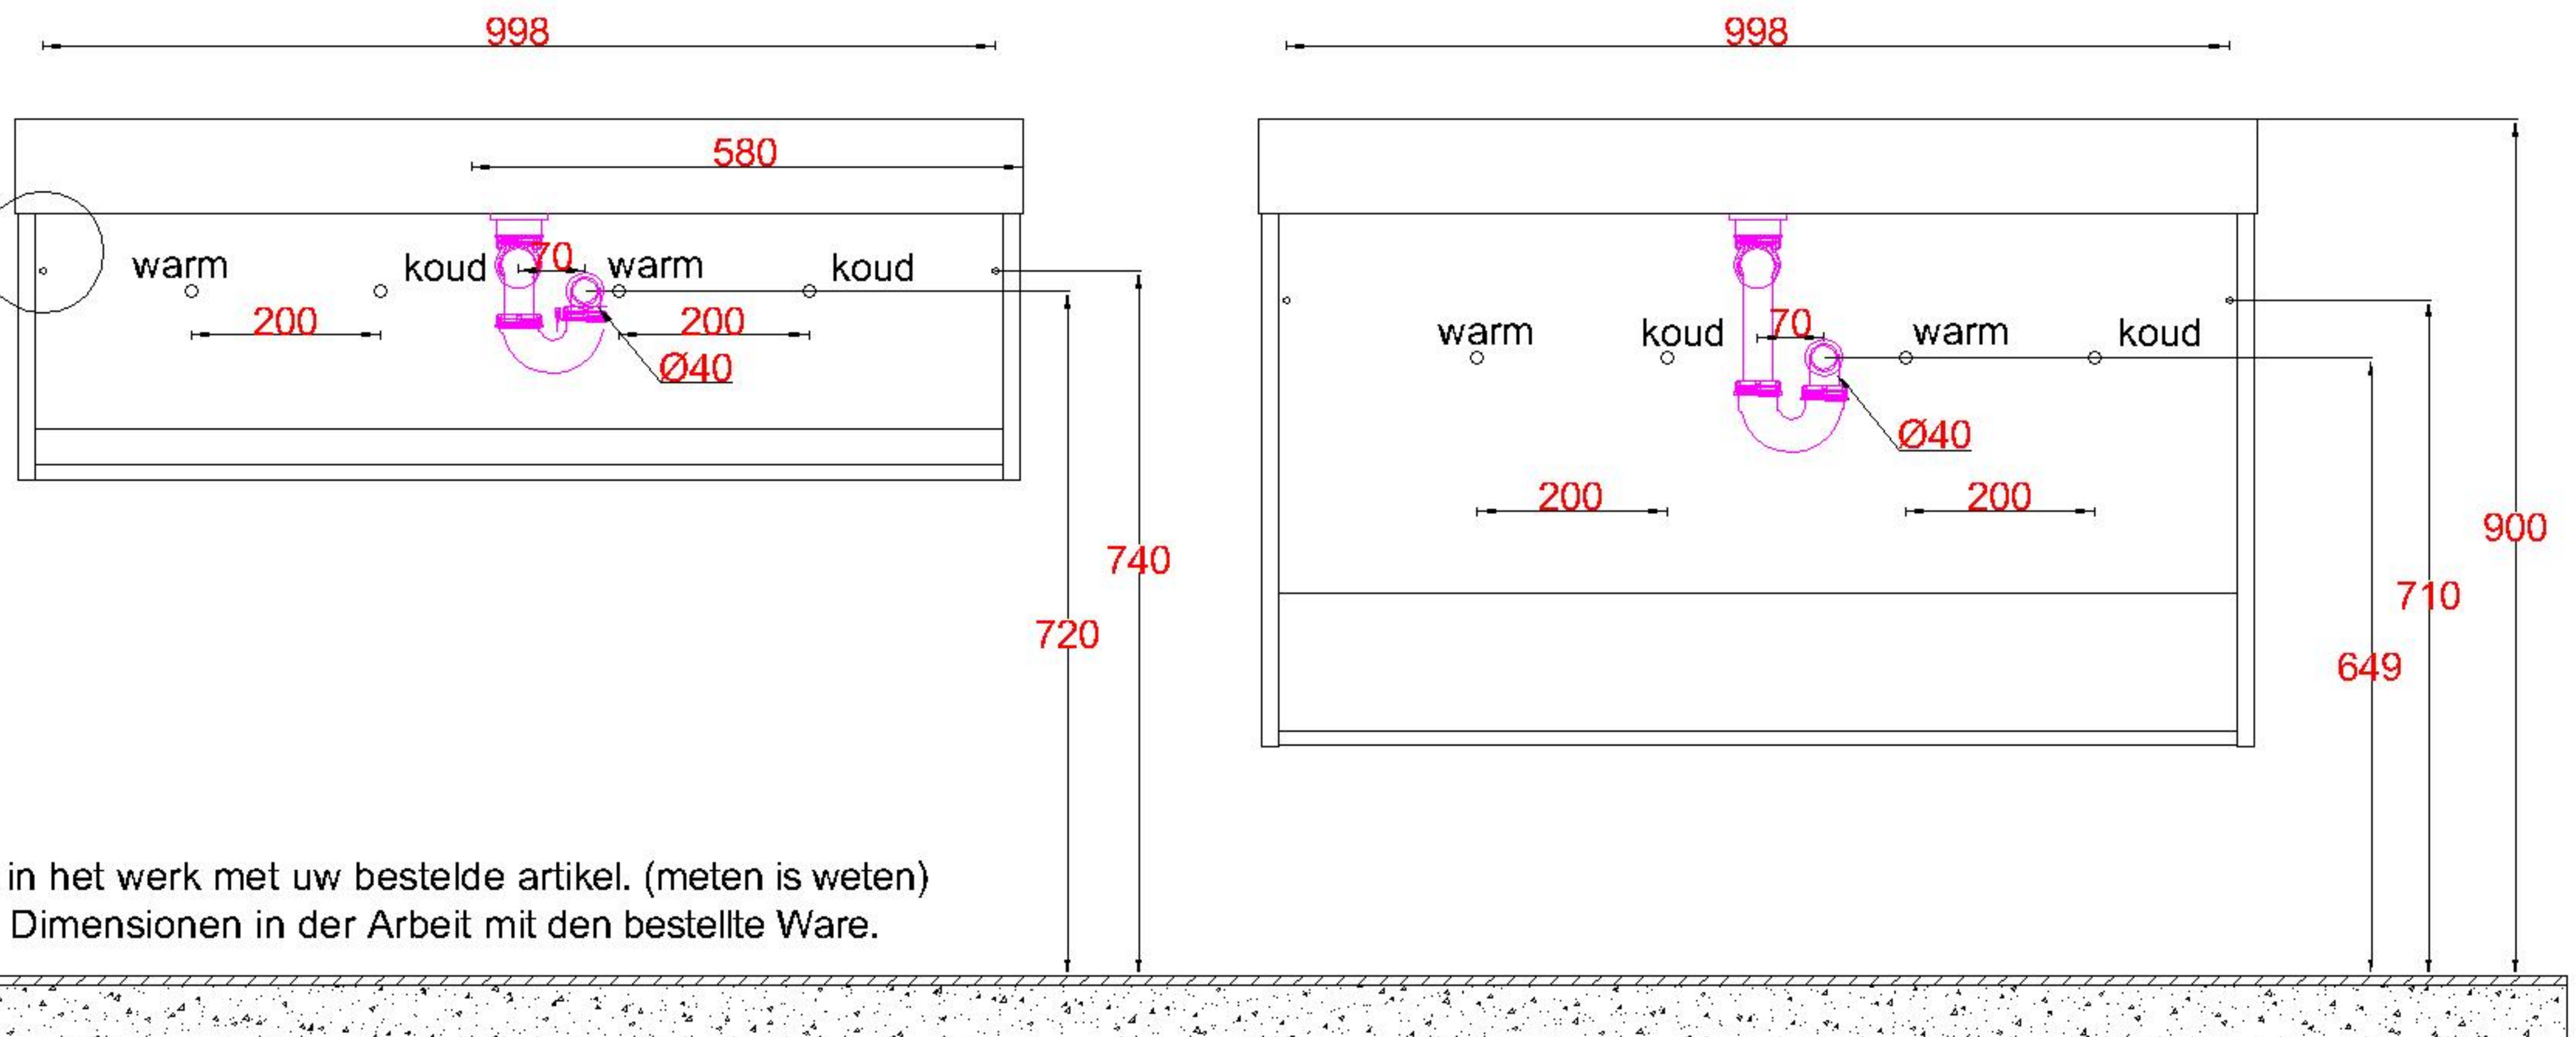 998
998
580
70
warm
koud
warm
koud
200
200
Ø40
70
warm
koud
warm
koud
Ø40
200
200
900
740
710
720
649
in het werk met uw bestelde artikel. (meten is weten)
Dimensionen in der Arbeit mit den bestellte Ware.